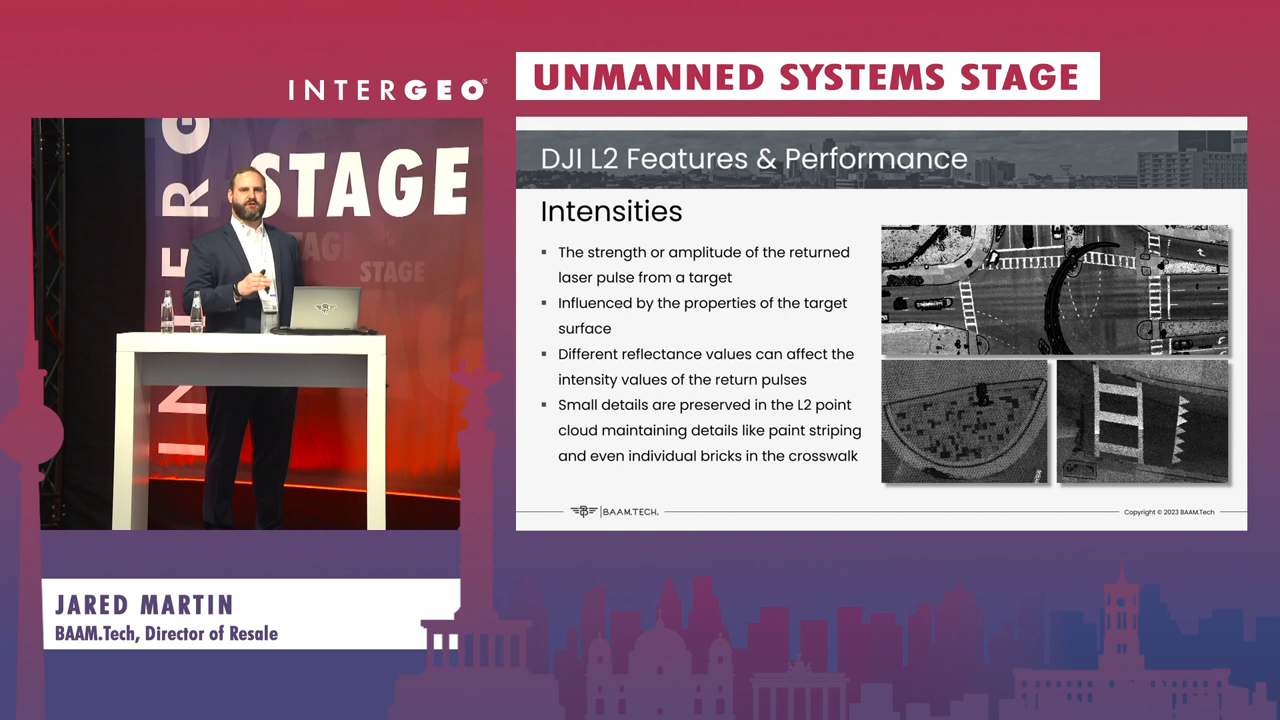 INTERGEO®
UNMANNED SYSTEMS STAGE
INTERG
STAGE
STAGE
DJI L2 Features & Performance
Intensities
▪ The strength or amplitude of the returned
laser pulse from a target
▪ Influenced by the properties of the target
surface
▪ Different reflectance values can affect the
intensity values of the return pulses
▪ Small details are preserved in the L2 point
cloud maintaining details like paint striping
and even individual bricks in the crosswalk
BAAM.TECH.
Copyright © 2023 BAAM.Tech
JARED MARTIN
BAAM.Tech, Director of Resale